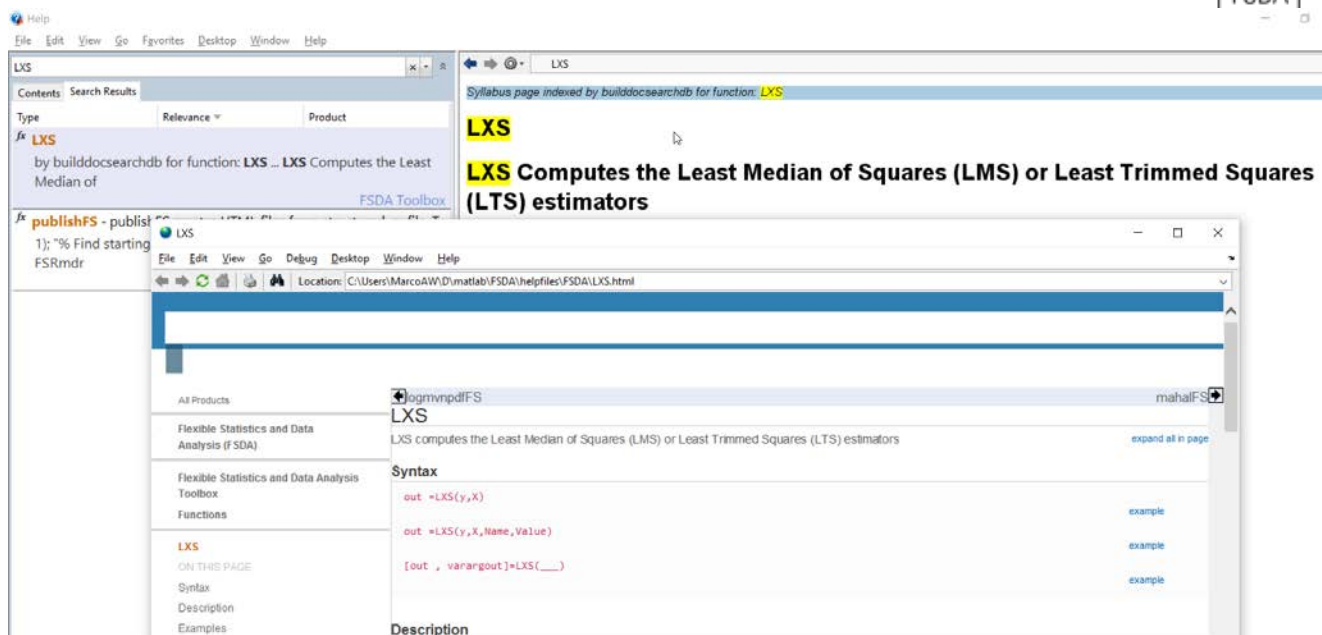 FSDA
Help
File Edit View Go Favorites Desktop Window Help
LXS
LXS
Contents Search Results
Syllabus page indexed by builddocsearchdb for function: LXS
Type Relevance Product
LXS
fx LXS
by builddocsearchdb for function: LXS ... LXS Computes the Least
Median of
FSDA Toolbox
LXS Computes the Least Median of Squares (LMS) or Least Trimmed Squares
(LTS) estimators
fx publishFS
1); "% Find starting
FSRmdr
LXS
File Edit View Go Debug Desktop Window Help
Location: C:\Users\MarcoAW\D\matlab\FSDA\helpfiles\FSDA\LXS.html
All Products
Flexible Statistics and Data
Analysis (FSDA)
Flexible Statistics and Data Analysis
Toolbox
Functions
LXS
ON THIS PAGE
Syntax
Description
Examples
logmvnpdfFS mahalFS
LXS
LXS computes the Least Median of Squares (LMS) or Least Trimmed Squares (LTS) estimators expand all in page
Syntax
out =LXS(y,X)
example
out =LXS(y,X,Name,Value)
example
[out , varargout]=LXS(___)
example
Description